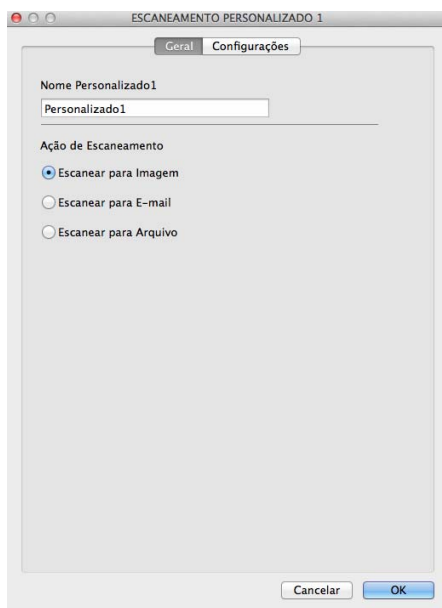 ESCANEAMENTO PERSONALIZADO 1
Geral Configurações
Nome Personalizado1
Personalizado1
Ação de Escaneamento
Escanear para Imagem
Escanear para E-mail
Escanear para Arquivo
Cancelar OK